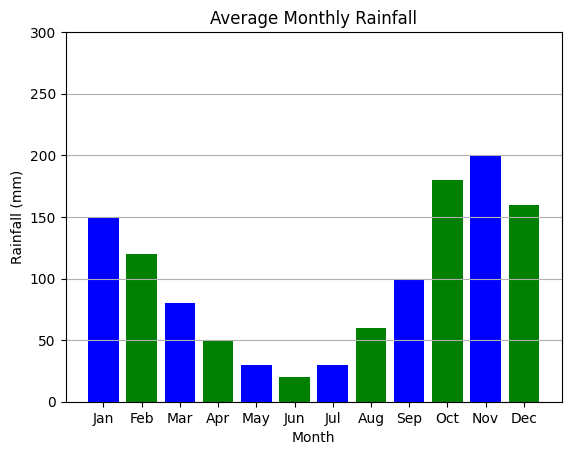 Average Monthly Rainfall
300
250
200
150
100
50
0
Rainfall (mm)
Jan Feb Mar Apr May Jun Jul Aug Sep Oct Nov Dec
Month